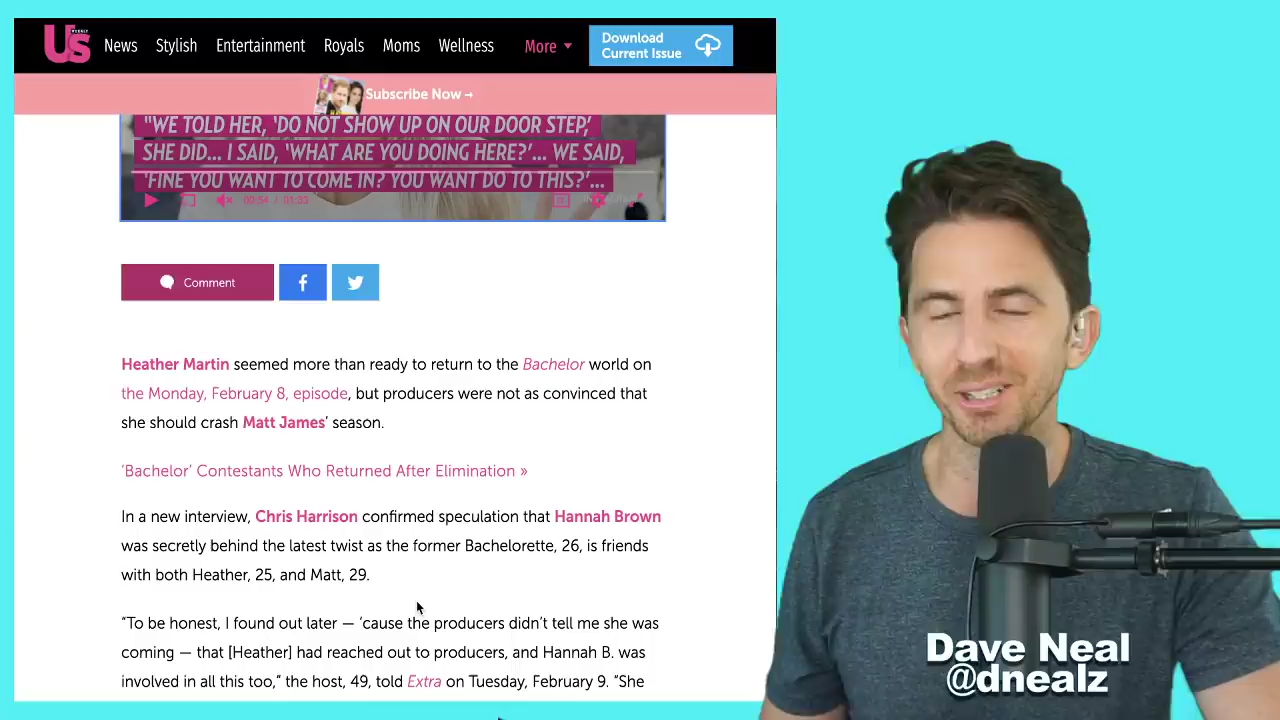 Us WEEKLY News Stylish Entertainment Royals Moms Wellness More Download Current Issue
Subscribe Now →
"WE TOLD HER, 'DO NOT SHOW UP ON OUR DOOR STEP,'
SHE DID... I SAID, 'WHAT ARE YOU DOING HERE?'... WE SAID,
'FINE YOU WANT TO COME IN? YOU WANT DO TO THIS?'...
00:54 / 01:33
Comment
Heather Martin seemed more than ready to return to the Bachelor world on
the Monday, February 8, episode, but producers were not as convinced that
she should crash Matt James' season.
'Bachelor' Contestants Who Returned After Elimination »
In a new interview, Chris Harrison confirmed speculation that Hannah Brown
was secretly behind the latest twist as the former Bachelorette, 26, is friends
with both Heather, 25, and Matt, 29.
"To be honest, I found out later — 'cause the producers didn't tell me she was
coming — that [Heather] had reached out to producers, and Hannah B. was
involved in all this too," the host, 49, told Extra on Tuesday, February 9. "She
Dave Neal
@dnealz